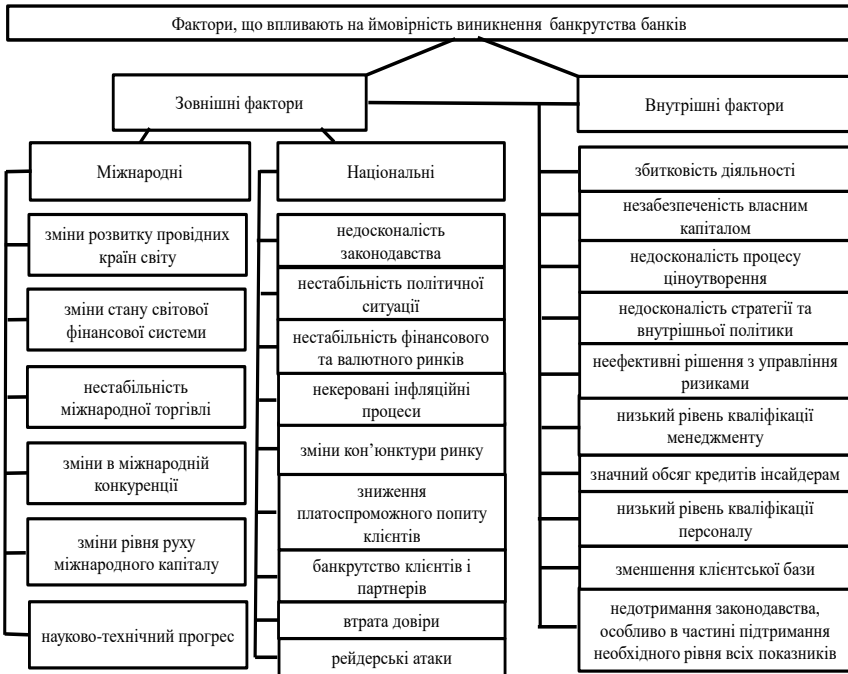 Фактори, що впливають на ймовірність виникнення банкрутства банків
Зовнішні фактори
Внутрішні фактори
Міжнародні
зміни розвитку провідних
країн світу
зміни стану світової
фінансової системи
нестабільність
міжнародної торгівлі
зміни в міжнародній
конкуренції
зміни рівня руху
міжнародного капіталу
науково-технічний прогрес
Національні
недосконалість
законодавства
нестабільність політичної
ситуації
нестабільність фінансового
та валютного ринків
некеровані інфляційні
процеси
зміни кон’юнктури ринку
зниження
платоспроможного попиту
клієнтів
банкрутство клієнтів і
партнерів
втрата довіри
рейдерські атаки
збитковість діяльності
незабезпеченість власним
капіталом
недосконалість процесу
ціноутворення
недосконалість стратегії та
внутрішньої політики
неефективні рішення з управління
ризиками
низький рівень кваліфікації
менеджменту
значний обсяг кредитів інсайдерам
низький рівень кваліфікації
персоналу
зменшення клієнтської бази
недотримання законодавства,
особливо в частині підтримання
необхідного рівня всіх показників